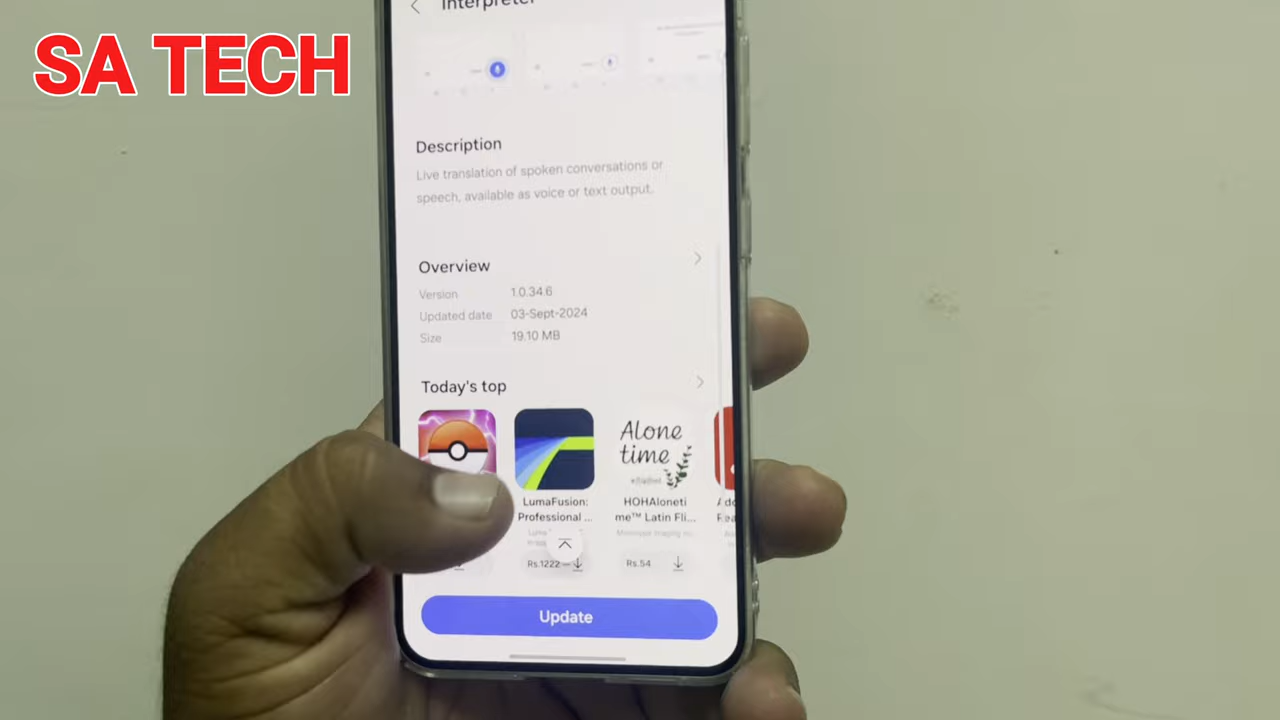 SA TECH
Interpreter
Description
Live translation of spoken conversations or
speech, available as voice or text output.
Overview
Version 1.0.34.6
Updated date 03-Sept-2024
Size 19.10 MB
Today's top
Alone
time
LumaFusion:
Professional ...
HOHAloneti
me™ Latin Fli...
Rs.1222
Rs.54
Update